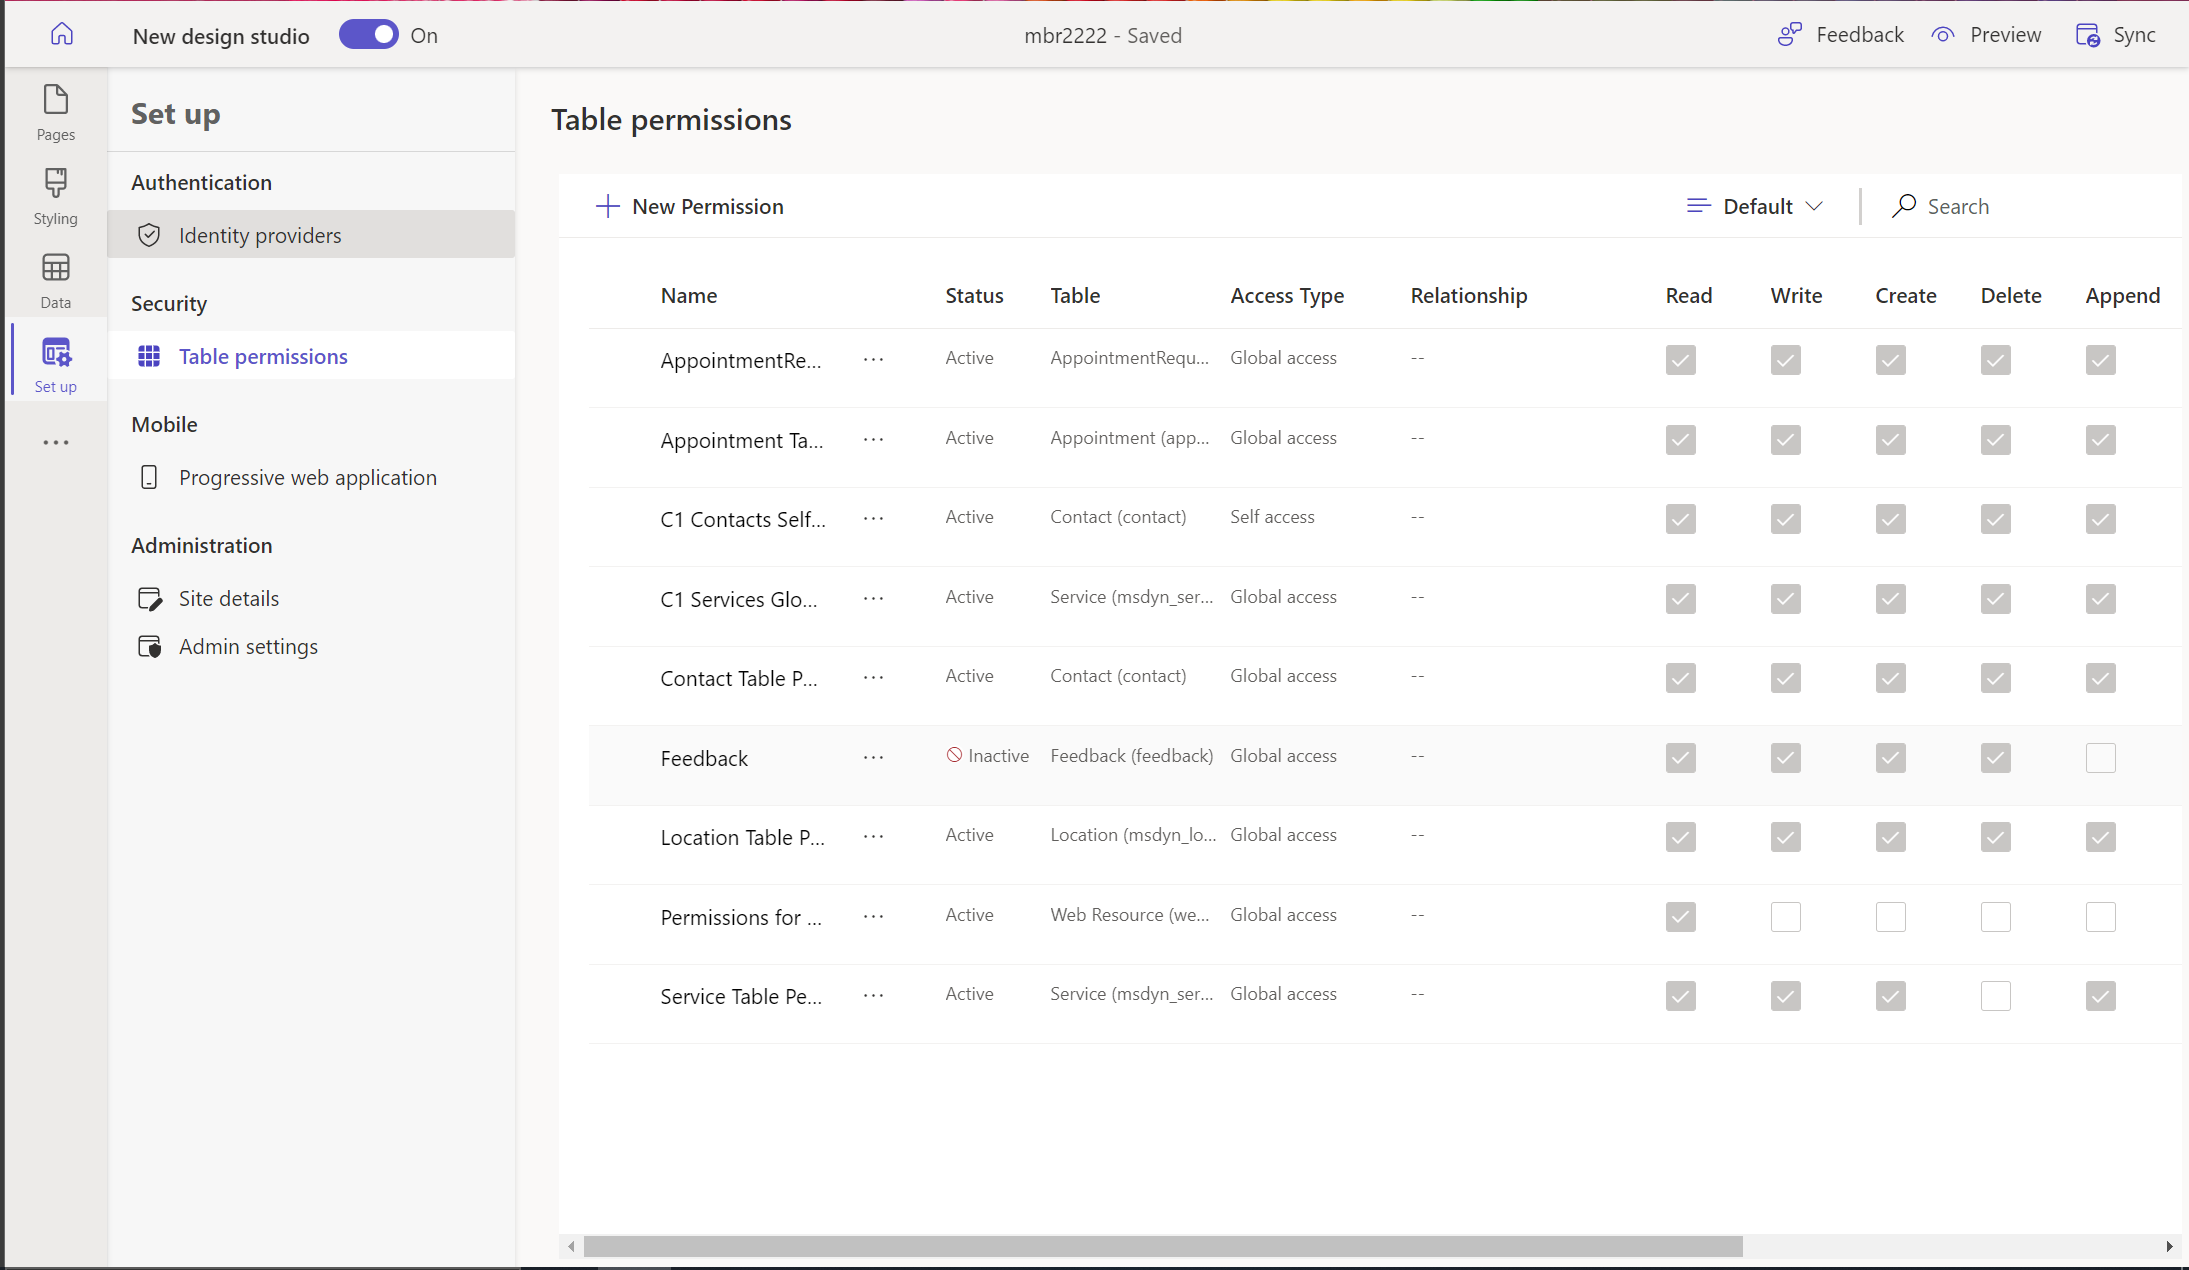 New design studio On mbr2222 - Saved Feedback Preview Sync
Pages
Styling
Data
Set up
Set up
Authentication
Identity providers
Security
Table permissions
Mobile
Progressive web application
Administration
Site details
Admin settings
Table permissions
New Permission Default Search
Name Status Table Access Type Relationship Read Write Create Delete Append
AppointmentRe... ... Active AppointmentRequ... Global access --
Appointment Ta... ... Active Appointment (app... Global access --
C1 Contacts Self... ... Active Contact (contact) Self access --
C1 Services Glo... ... Active Service (msdyn_ser... Global access --
Contact Table P... ... Active Contact (contact) Global access --
Feedback ... Inactive Feedback (feedback) Global access --
Location Table P... ... Active Location (msdyn_lo... Global access --
Permissions for ... ... Active Web Resource (we... Global access --
Service Table Pe... ... Active Service (msdyn_ser... Global access --